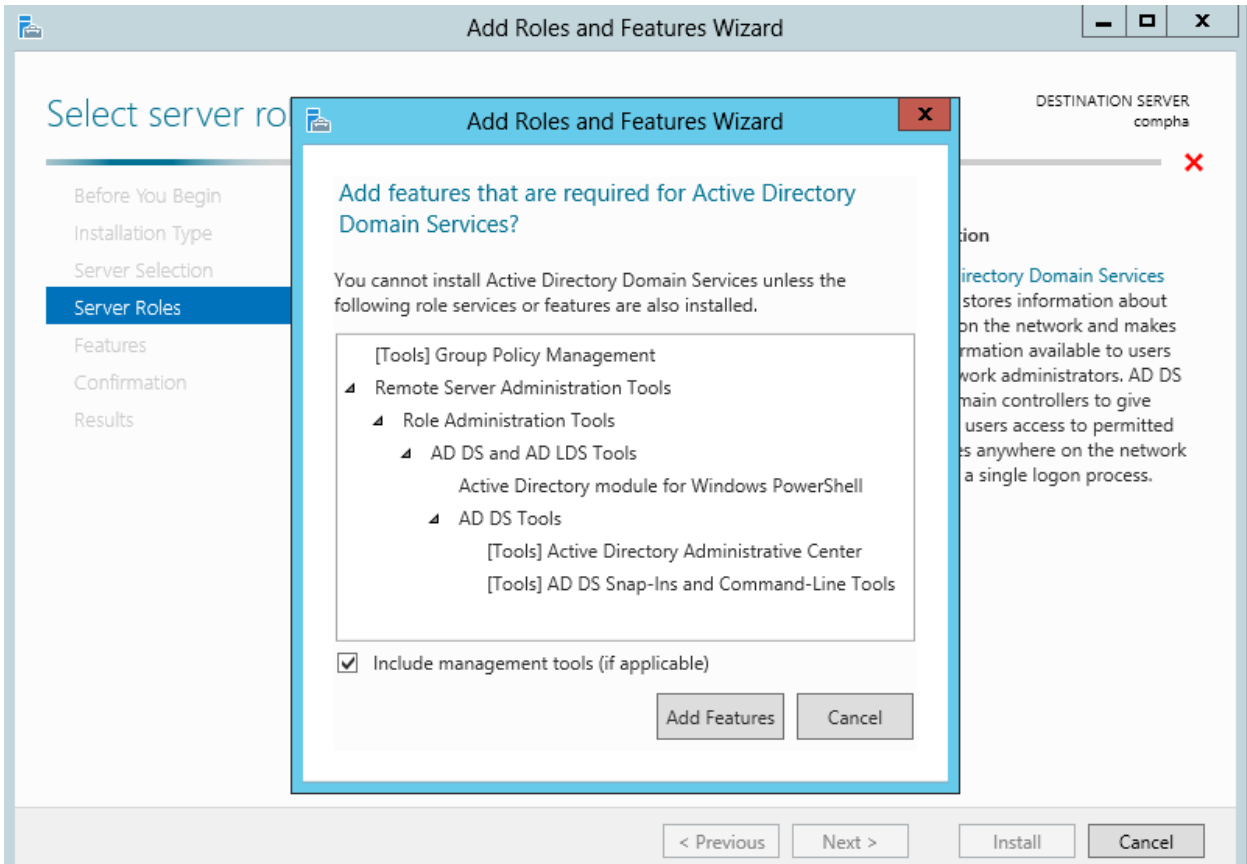 Add Roles and Features Wizard
Select server ro
DESTINATION SERVER
compha
Before You Begin
Installation Type
Server Selection
Server Roles
Features
Confirmation
Results
Add Roles and Features Wizard
Add features that are required for Active Directory
Domain Services?
You cannot install Active Directory Domain Services unless the
following role services or features are also installed.
[Tools] Group Policy Management
Remote Server Administration Tools
Role Administration Tools
AD DS and AD LDS Tools
Active Directory module for Windows PowerShell
AD DS Tools
[Tools] Active Directory Administrative Center
[Tools] AD DS Snap-Ins and Command-Line Tools
Include management tools (if applicable)
Add Features
Cancel
tion
irectory Domain Services
stores information about
on the network and makes
rmation available to users
work administrators. AD DS
main controllers to give
users access to permitted
es anywhere on the network
a single logon process.
< Previous
Next >
Install
Cancel